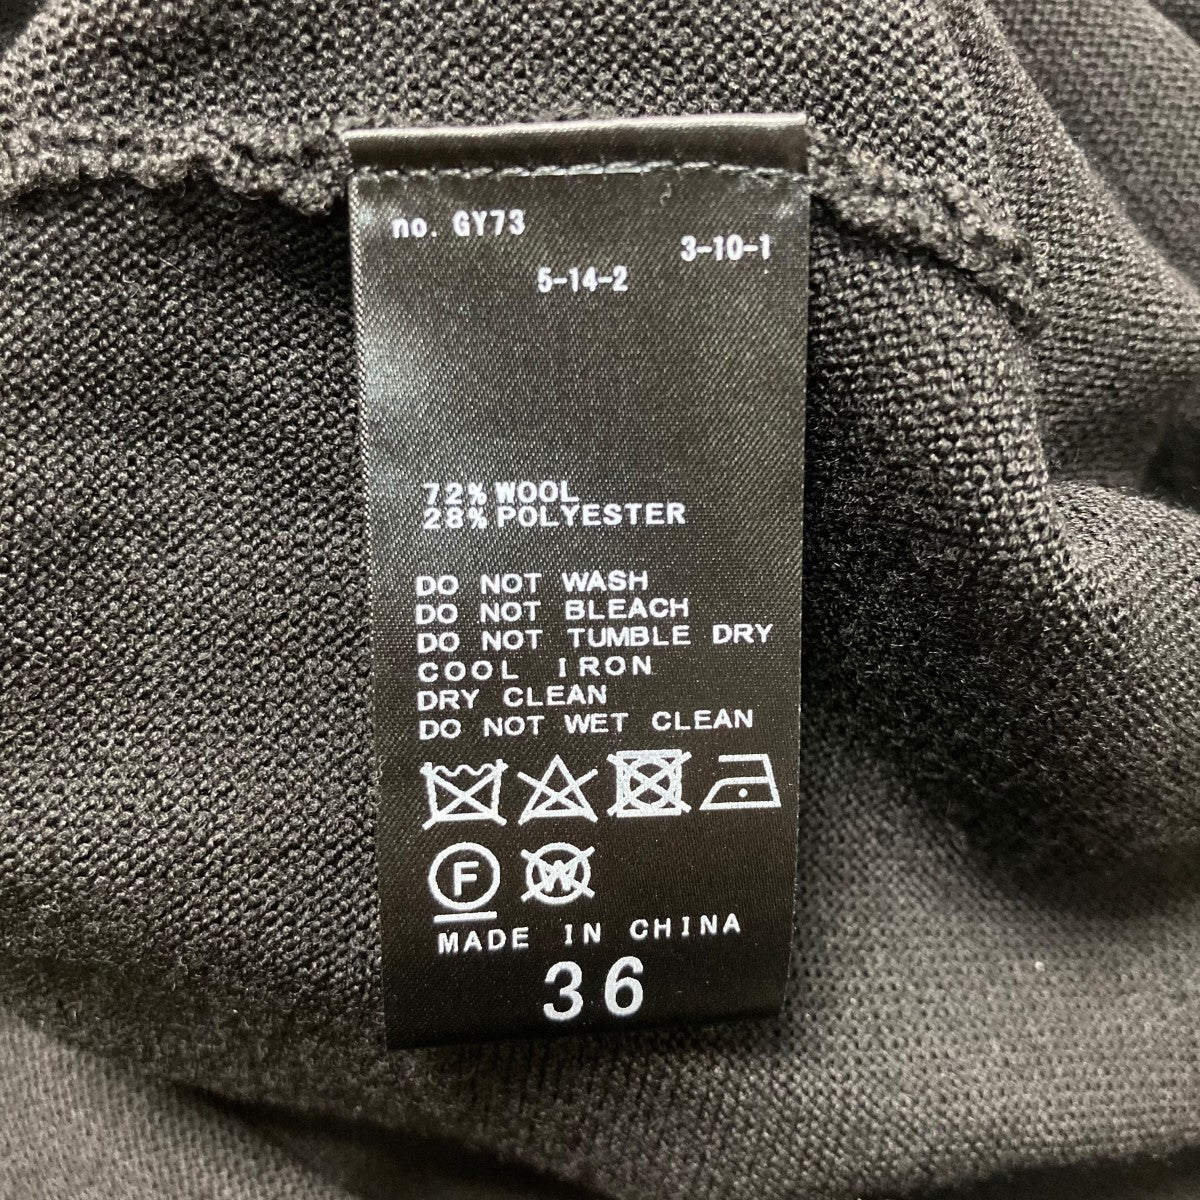 no. GY73
3-10-1
5-14-2
72% WOOL
28% POLYESTER
DO NOT WASH
DO NOT BLEACH
DO NOT TUMBLE DRY
COOL IRON
DRY CLEAN
DO NOT WET CLEAN
F W
MADE IN CHINA
36